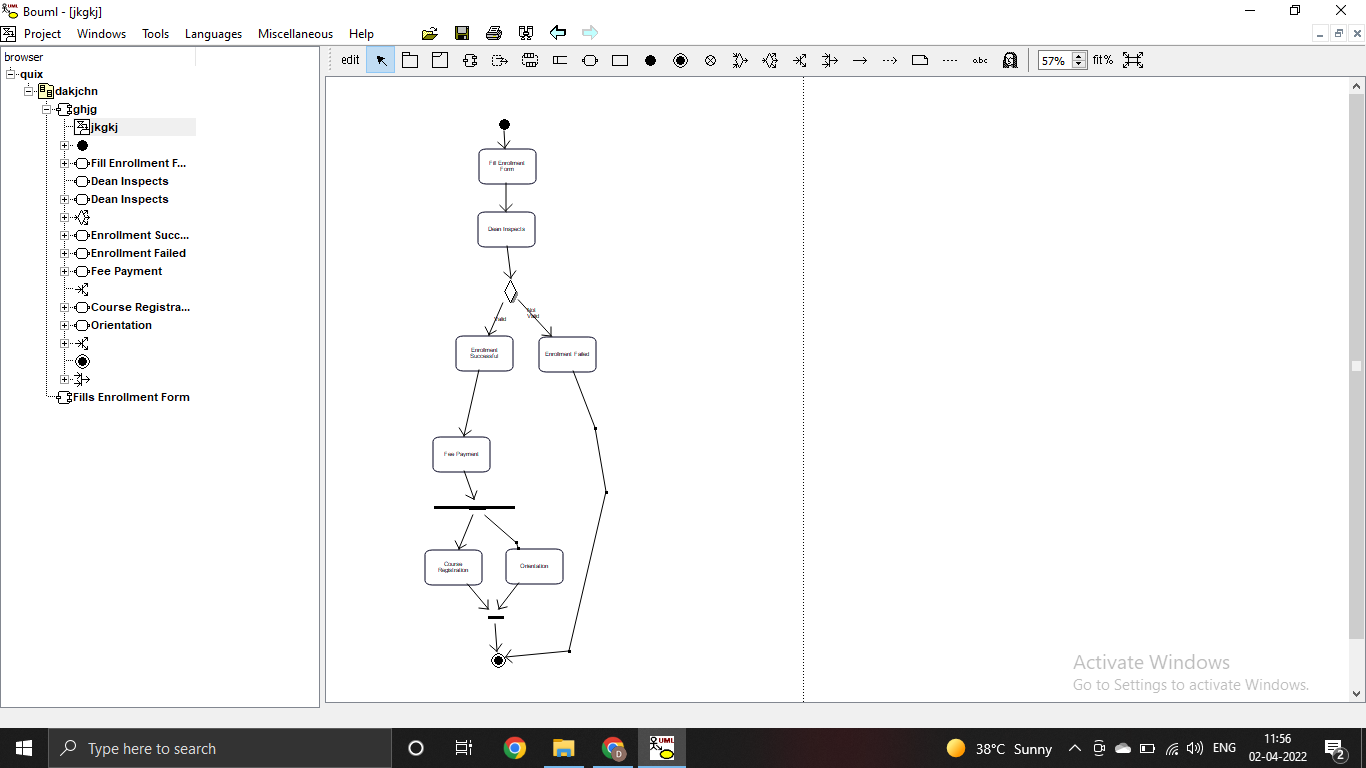 Bouml - [jkgkj]
Project Windows Tools Languages Miscellaneous Help
browser
edit
abc
57%
fit%
quix
dakjchn
ghjg
jkgkj
Fill Enrollment F...
Dean Inspects
Dean Inspects
Enrollment Succ...
Enrollment Failed
Fee Payment
Course Registra...
Orientation
Fills Enrollment Form
Fill Enrollment
Form
Dean Inspects
Valid
Not
Valid
Enrollment
Successful
Enrollment Failed
Fee Payment
Course
Registration
Orientation
Activate Windows
Go to Settings to activate Windows.
Type here to search
UML
38°C Sunny
ENG
11:56
02-04-2022
2